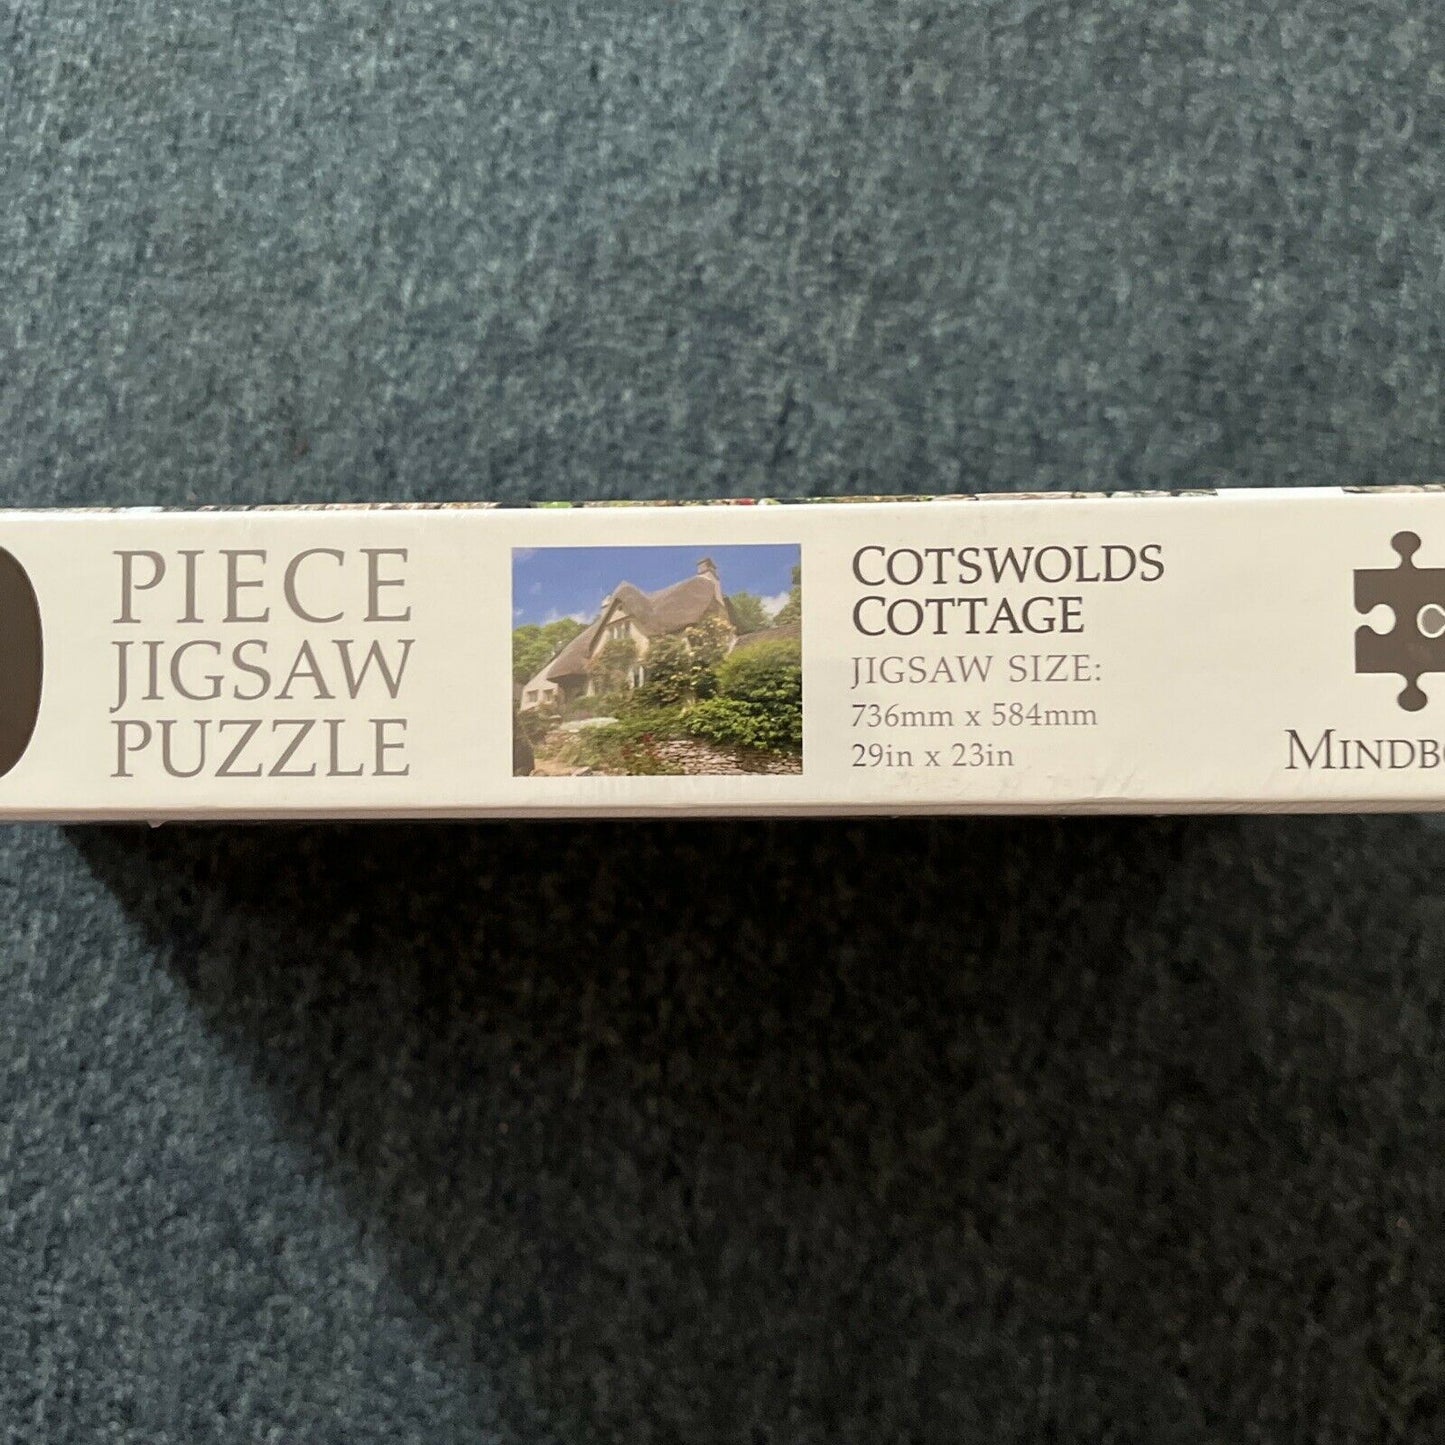 PIECE
JIGSAW
PUZZLE
COTSWOLDS
COTTAGE
JIGSAW SIZE:
736mm x 584mm
29in x 23in